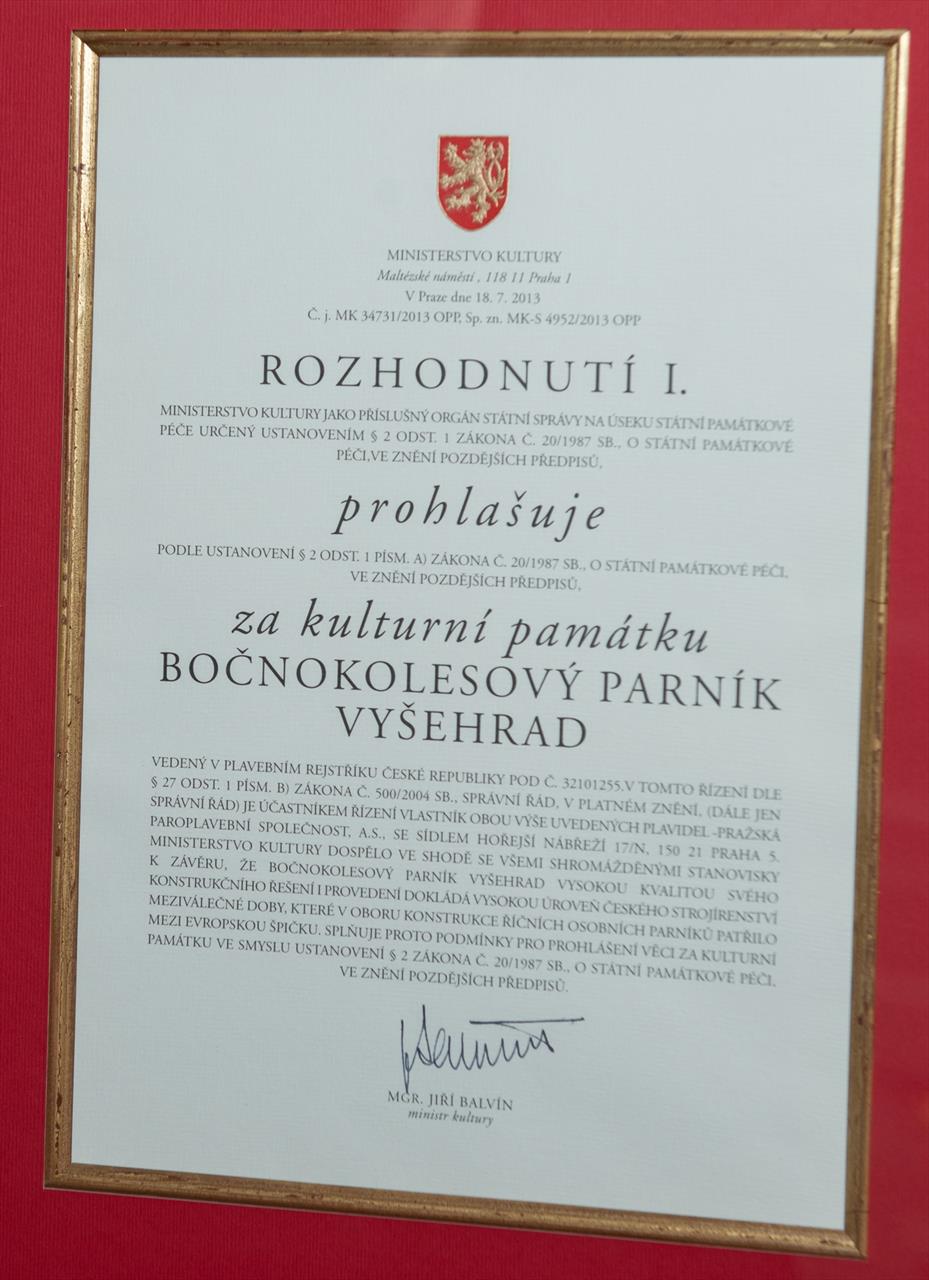 MINISTERSTVO KULTURY
Maltézské náměstí , 118 11 Praha 1
V Praze dne 18. 7. 2013
Č. j. MK 34731/2013 OPP, Sp. zn. MK-S 4952/2013 OPP
ROZHODNUTÍ I.
MINISTERSTVO KULTURY JAKO PŘÍSLUŠNÝ ORGÁN STÁTNÍ SPRÁVY NA ÚSEKU STÁTNÍ PAMÁTKOVÉ
PÉČE URČENÝ USTANOVENÍM § 2 ODST. 1 ZÁKONA Č. 20/1987 SB., O STÁTNÍ PAMÁTKOVÉ
PÉČI,VE ZNĚNÍ POZDĚJŠÍCH PŘEDPISŮ,
prohlašuje
PODLE USTANOVENÍ § 2 ODST. 1 PÍSM. A) ZÁKONA Č. 20/1987 SB., O STÁTNÍ PAMÁTKOVÉ PÉČI,
VE ZNĚNÍ POZDĚJŠÍCH PŘEDPISŮ,
za kulturní památku
BOČNOKOLESOVÝ PARNÍK
VYŠEHRAD
VEDENÝ V PLAVEBNÍM REJSTŘÍKU ČESKÉ REPUBLIKY POD Č. 32101255.V TOMTO ŘÍZENÍ DLE
§ 27 ODST. 1 PÍSM. B) ZÁKONA Č. 500/2004 SB., SPRÁVNÍ ŘÁD, V PLATNÉM ZNĚNÍ, (DÁLE JEN
SPRÁVNÍ ŘÁD) JE ÚČASTNÍKEM ŘÍZENÍ VLASTNÍK OBOU VÝŠE UVEDENÝCH PLAVIDEL -PRAŽSKÁ
PAROPLAVEBNÍ SPOLEČNOST, A.S., SE SÍDLEM HOŘEJŠÍ NÁBŘEŽÍ 17/N, 150 21 PRAHA 5.
MINISTERSTVO KULTURY DOSPĚLO VE SHODĚ SE VŠEMI SHROMÁŽDĚNÝMI STANOVISKY
K ZÁVĚRU, ŽE BOČNOKOLESOVÝ PARNÍK VYŠEHRAD VYSOKOU KVALITOU SVÉHO
KONSTRUKČNÍHO ŘEŠENÍ I PROVEDENÍ DOKLÁDÁ VYSOKOU ÚROVEŇ ČESKÉHO STROJÍRENSTVÍ
MEZIVÁLEČNÉ DOBY, KTERÉ V OBORU KONSTRUKCE ŘÍČNÍCH OSOBNÍCH PARNÍKŮ PATŘILO
MEZI EVROPSKOU ŠPIČKU. SPLŇUJE PROTO PODMÍNKY PRO PROHLÁŠENÍ VĚCI ZA KULTURNÍ
PAMÁTKU VE SMYSLU USTANOVENÍ § 2 ZÁKONA Č. 20/1987 SB., O STÁTNÍ PAMÁTKOVÉ PÉČI,
VE ZNĚNÍ POZDĚJŠÍCH PŘEDPISŮ.
MGR. JIŘÍ BALVÍN
ministr kultury